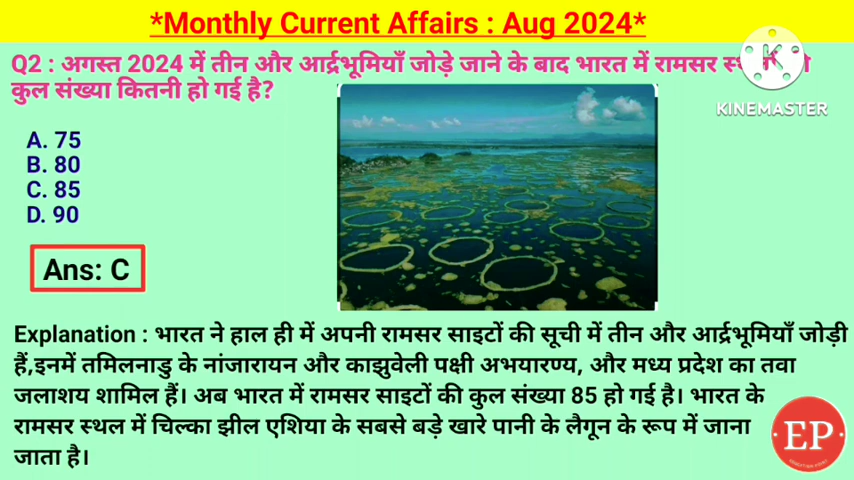 *Monthly Current Affairs : Aug 2024*
Q2 : अगस्त 2024 में तीन और आर्द्रभूमियाँ जोड़े जाने के बाद भारत में रामसर
कुल संख्या कितनी हो गई है?
KINEMASTER
A. 75
B. 80
C. 85
D. 90
Ans: C
Explanation : भारत ने हाल ही में अपनी रामसर साइटों की सूची में तीन और आर्द्रभूमियाँ जोड़ी
हैं,इनमें तमिलनाडु के नांजारायन और काझुवेली पक्षी अभयारण्य, और मध्य प्रदेश का तवा
जलाशय शामिल हैं। अब भारत में रामसर साइटों की कुल संख्या 85 हो गई है। भारत के
रामसर स्थल में चिल्का झील एशिया के सबसे बड़े खारे पानी के लैगून के रूप में जाना
जाता है।
EP